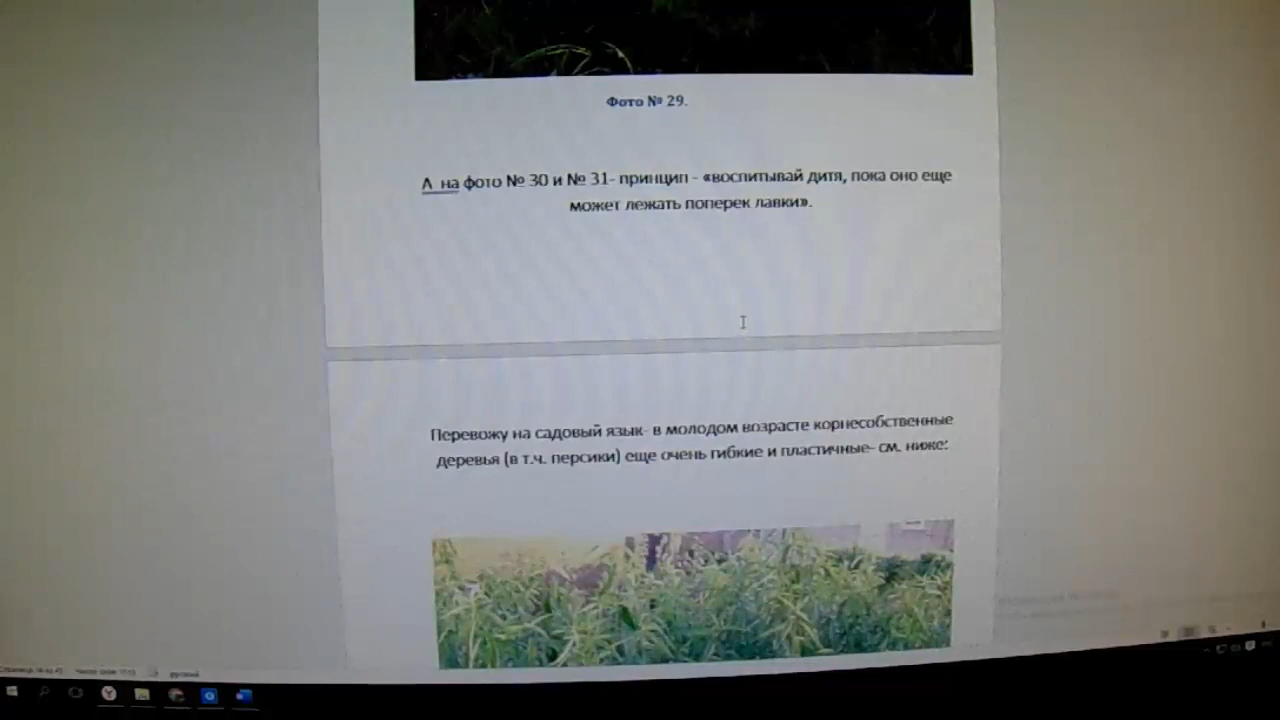 Фото № 29.
А на фото № 30 и № 31- принцип - «воспитывай дитя, пока оно еще
может лежать поперек лавки».
Перевожу на садовый язык- в молодом возрасте корнесобственные
деревья (в т.ч. персики) еще очень гибкие и пластичные- см. ниже:
русский